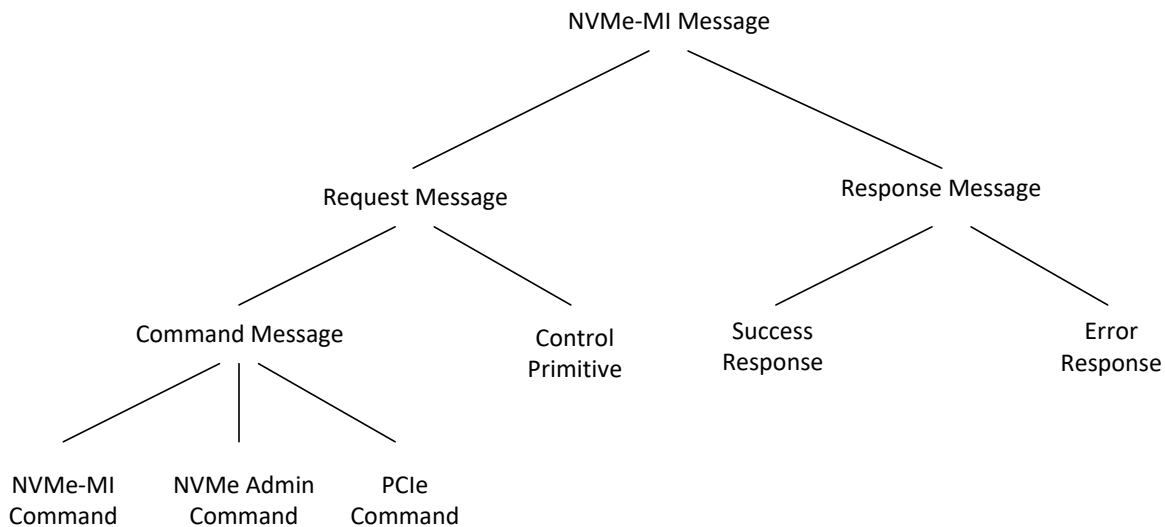 NVMe-MI Message
Request Message
Response Message
Command Message
Control
Primitive
Success
Response
Error
Response
NVMe-MI
Command
NVMe Admin
Command
PCIe
Command